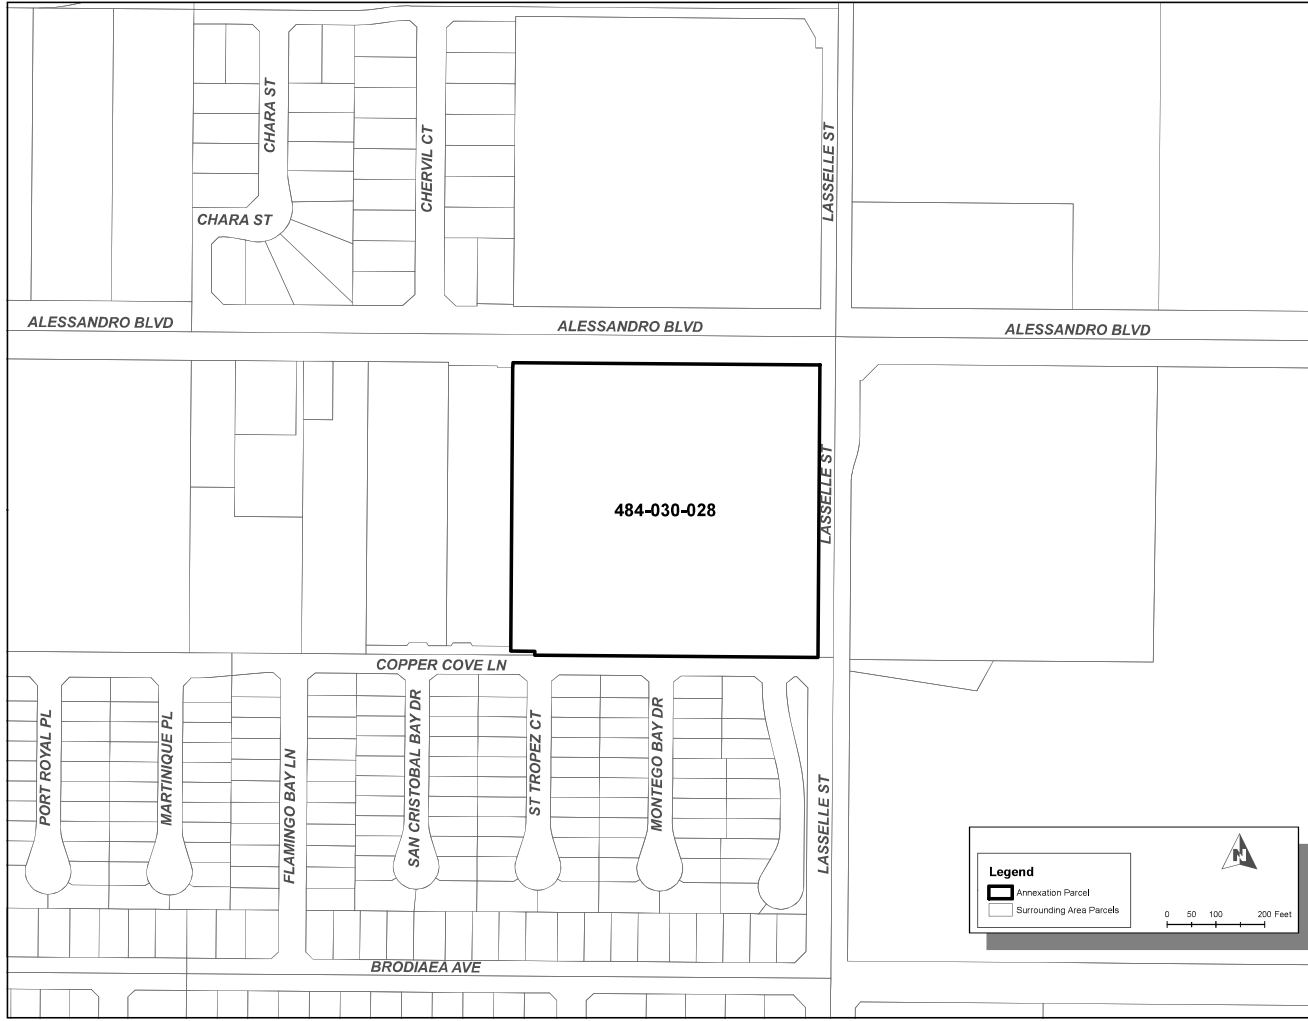 CHARA ST
CHERVIL CT
LASSELLE ST
CHARA ST
ALESSANDRO BLVD
ALESSANDRO BLVD
ALESSANDRO BLVD
LASSELLE ST
484-030-028
COPPER COVE LN
PORT ROYAL PL
MARTINIQUE PL
FLAMINGO BAY LN
SAN CRISTOBAL BAY DR
ST TROPEZ CT
MONTEGO BAY DR
LASSELLE ST
BRODIAEA AVE
N
Legend
Annexation Parcel
Surrounding Area Parcels
0 50 100 200 Feet